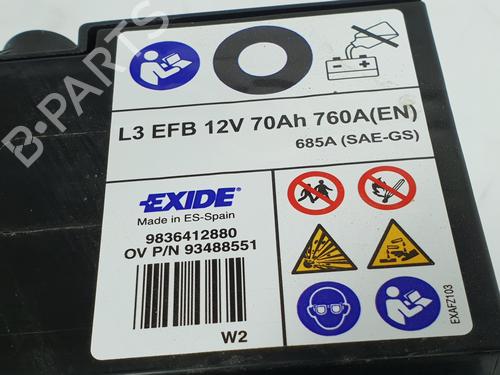 L3 EFB 12V 70Ah 760A(EN)
685A (SAE-GS)
EXIDE
Made in ES-Spain
9836412880
OV P/N 93488551
W2
EXAFZ103
B-PARTS